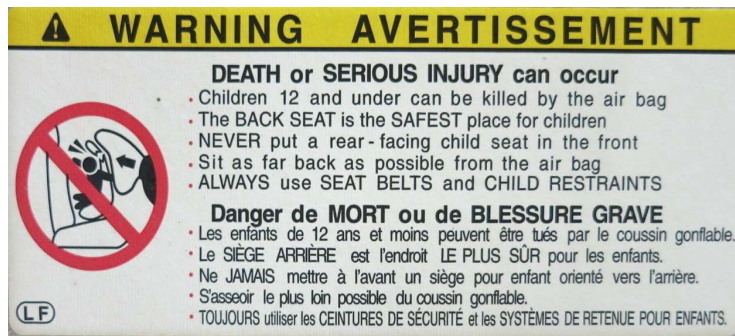 WARNING AVERTISSEMENT
DEATH or SERIOUS INJURY can occur
• Children 12 and under can be killed by the air bag
• The BACK SEAT is the SAFEST place for children
• NEVER put a rear-facing child seat in the front
• Sit as far back as possible from the air bag
• ALWAYS use SEAT BELTS and CHILD RESTRAINTS
Danger de MORT ou de BLESSURE GRAVE
• Les enfants de 12 ans et moins peuvent être tués par le coussin gonflable.
• Le SIÈGE ARRIÈRE est l'endroit LE PLUS SÛR pour les enfants.
• Ne JAMAIS mettre à l'avant un siège pour enfant orienté vers l'arrière.
• S'asseoir le plus loin possible du coussin gonflable.
• TOUJOURS utiliser les CEINTURES DE SÉCURITÉ et les SYSTÈMES DE RETENUE POUR ENFANTS.
LF